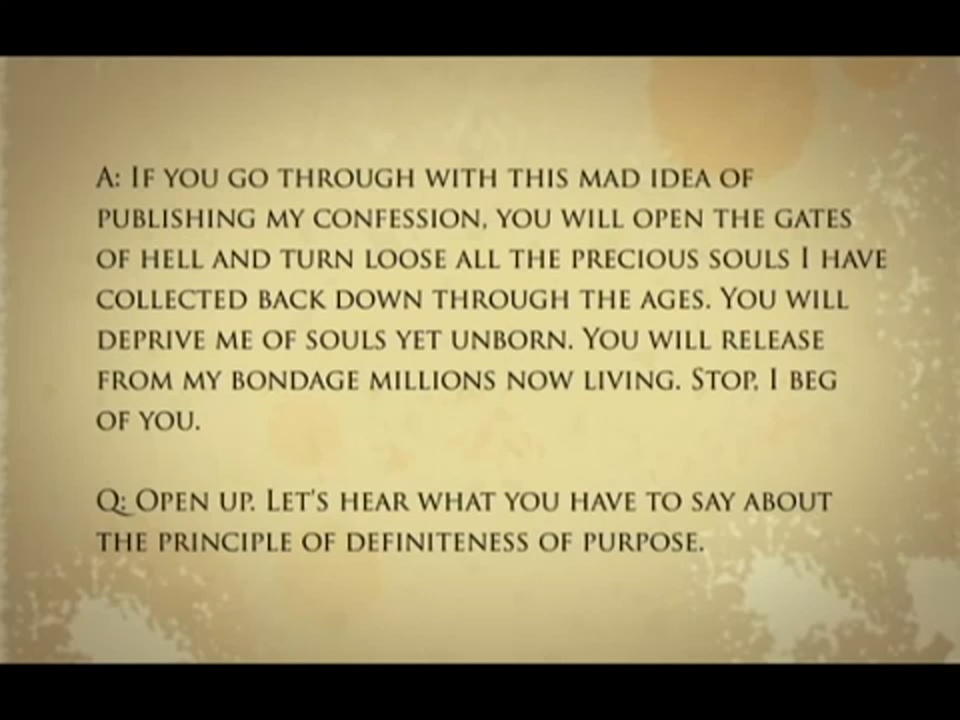 A: If you go through with this mad idea of
publishing my confession, you will open the gates
of hell and turn loose all the precious souls I have
collected back down through the ages. You will
deprive me of souls yet unborn. You will release
from my bondage millions now living. Stop, I beg
of you.
Q: Open up. Let's hear what you have to say about
the principle of definiteness of purpose.